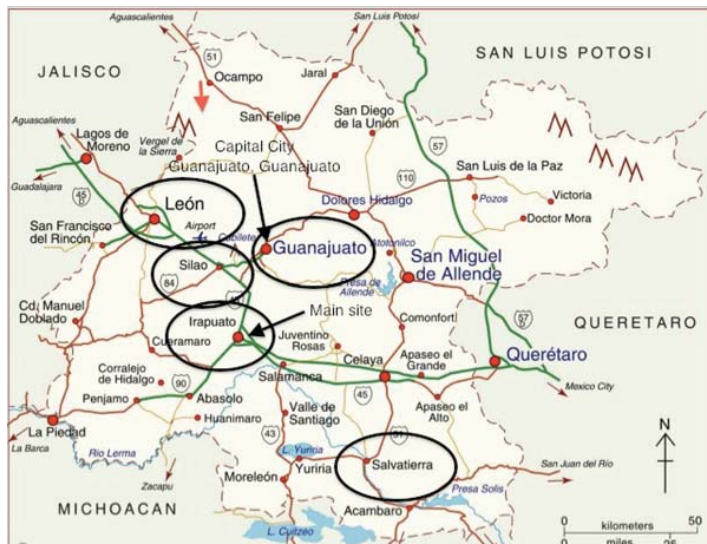 Aguascalientes
San Luis Potosí
SAN LUIS POTOSI
JALISCO
51
Ocampo
Jaral
Aguascalientes
San Felipe
San Diego
de la Unión
57
Lagos de
Moreno
Vergel de
la Sierra
Capital City
Guanajuato, Guanajuato
San Luis de la Paz
110
Guadalajara
45
D
León
Dolores Hidalgo
Pozos
Victoria
Doctor Mora
San Francisco
del Rincón
Airport
Cubilete
Guanajuato
Atotonilco
San Miguel
de Allende
Silao
84
Presa de
Allende
Cd. Manuel
Doblado
Irapuato
Main site
Comonfort
57
D
QUERETARO
Cueramaro
Juventino
Rosas
Celaya
Apaseo el
Grande
Querétaro
Corralejo
de Hidalgo
Salamanca
Mexico City
90
45
Penjamo
Abasolo
Apaseo el
Alto
Huanimaro
Valle de
Santiago
La Piedad
La Barca
Rio Lerma
43
51
N
L. Yuriria
Salvatierra
Zacapu
Yuriria
San Juan del Río
Moreleón
Presa Solis
MICHOACAN
Acambaro
L. Cuitzéo
0
kilometers
miles